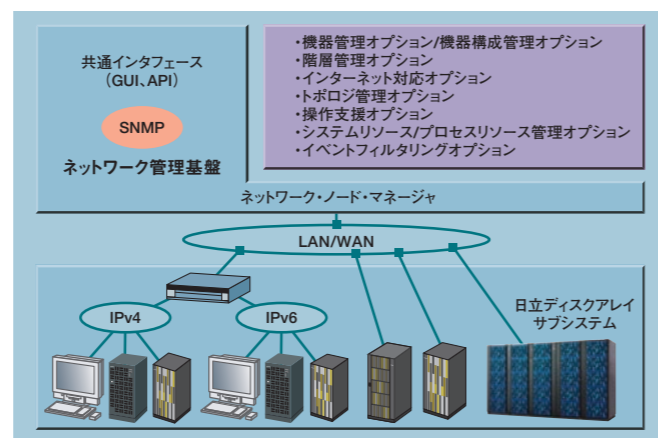 共通インタフェース
(GUI、API)
SNMP
ネットワーク管理基盤
・機器管理オプション/機器構成管理オプション
・階層管理オプション
・インターネット対応オプション
・トポロジ管理オプション
・操作支援オプション
・システムリソース/プロセスリソース管理オプション
・イベントフィルタリングオプション
ネットワーク・ノード・マネージャ
LAN/WAN
IPv4
IPv6
日立ディスクアレイ
サブシステム